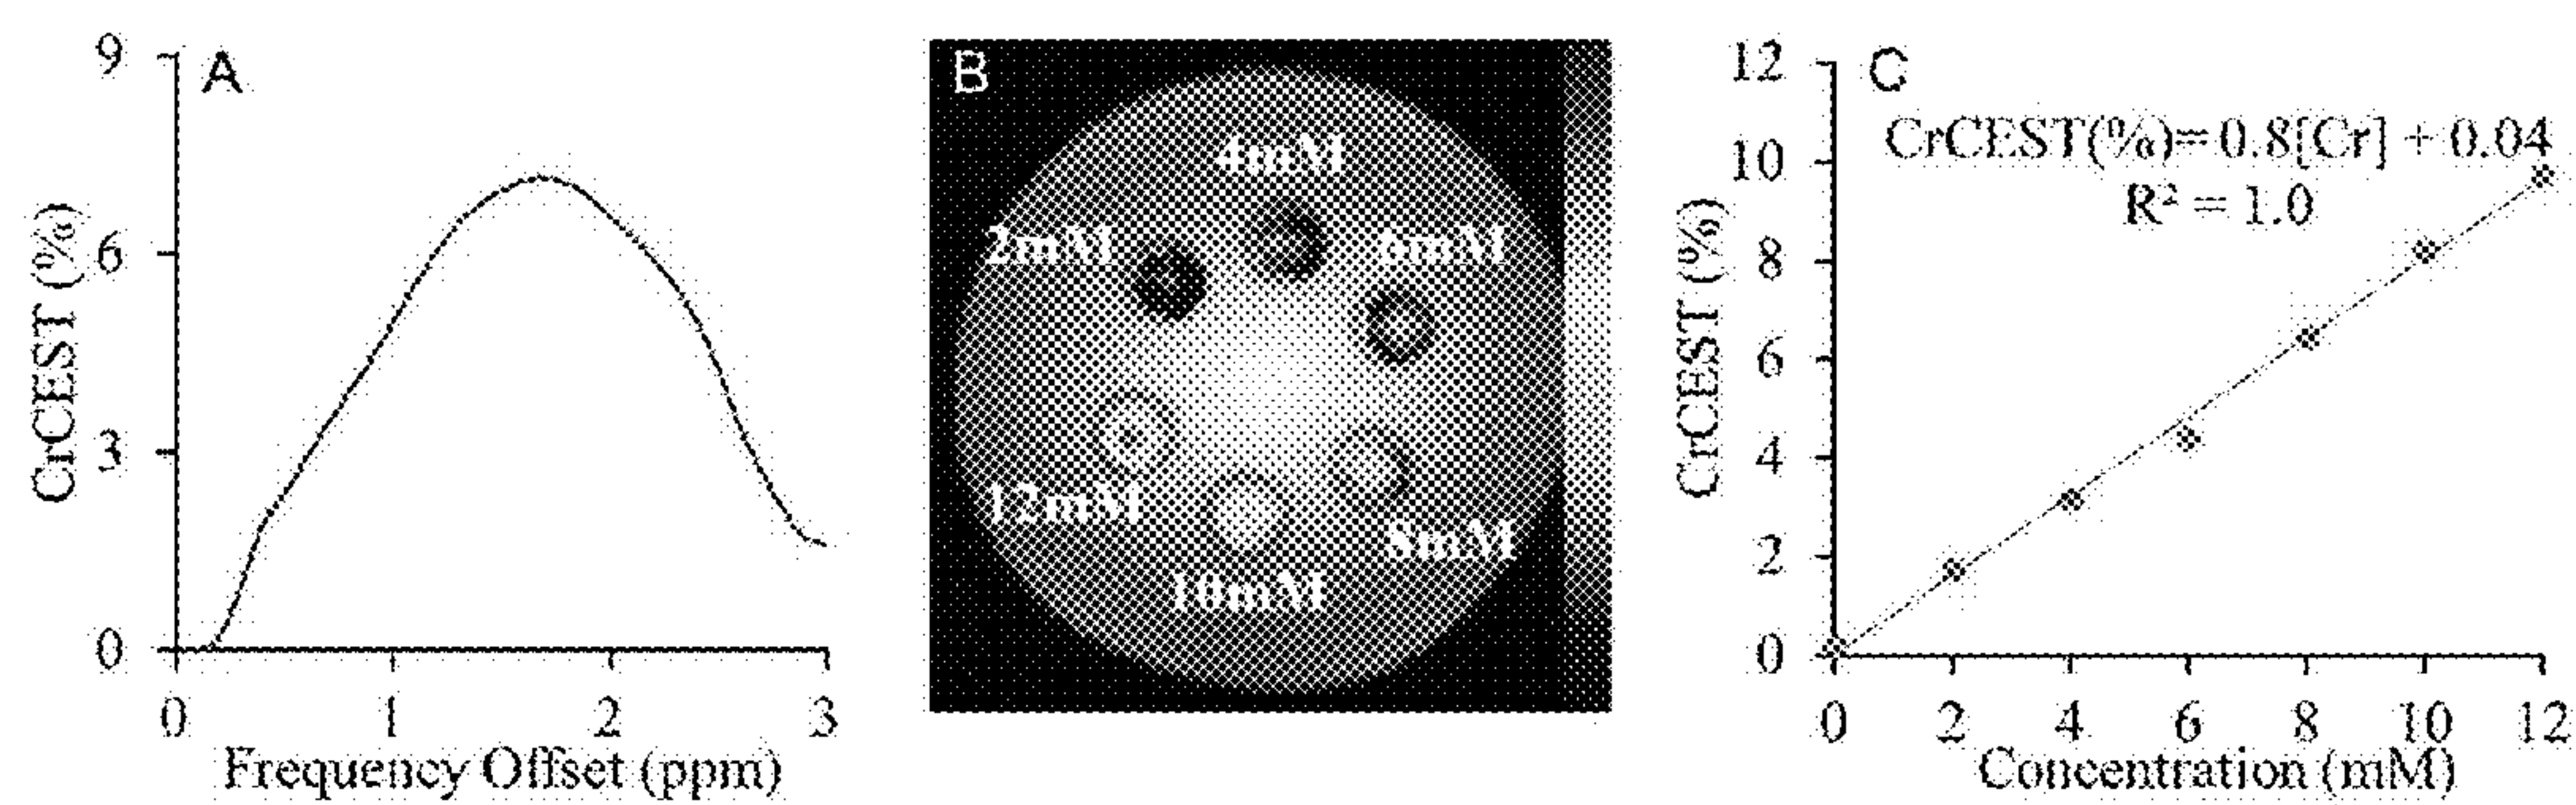 A
9
6
3
0
CrCEST (%)
0 1 2 3
Frequency Offset (ppm)
B
4mM
2mM
6mM
12mM
8mM
10mM
C
CrCEST(%)= 0.8[Cr] + 0.04
R² = 1.0
12
10
8
6
4
2
0
CrCEST (%)
0 2 4 6 8 10 12
Concentration (mM)